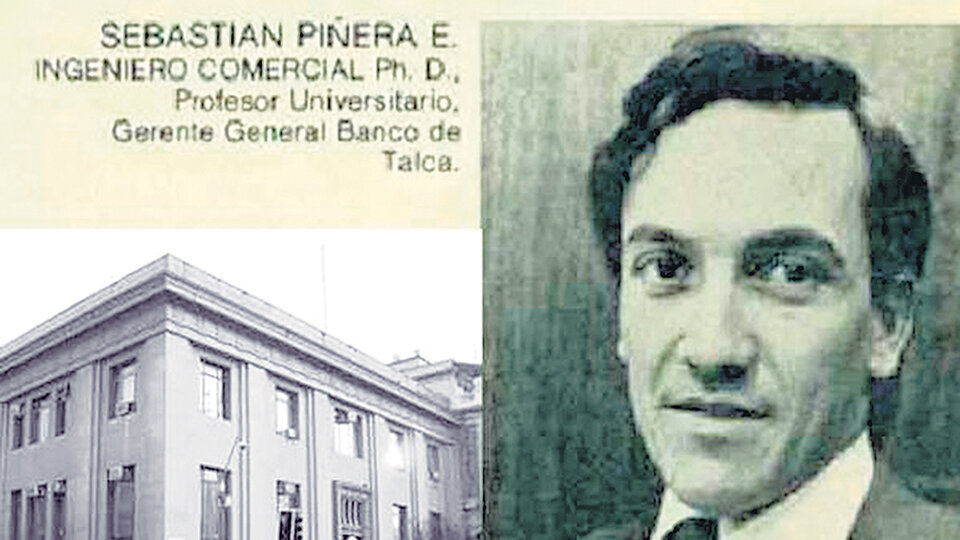 SEBASTIAN PIÑERA E.
INGENIERO COMERCIAL Ph. D.,
Profesor Universitario,
Gerente General Banco de
Talca.